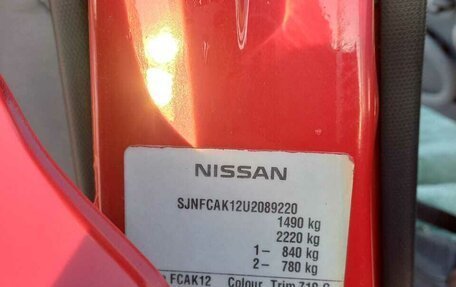 NISSAN
SJNFCAK12U2089220
1490 kg
2220 kg
1– 840 kg
2– 780 kg
FCAK12 Colour, Trim